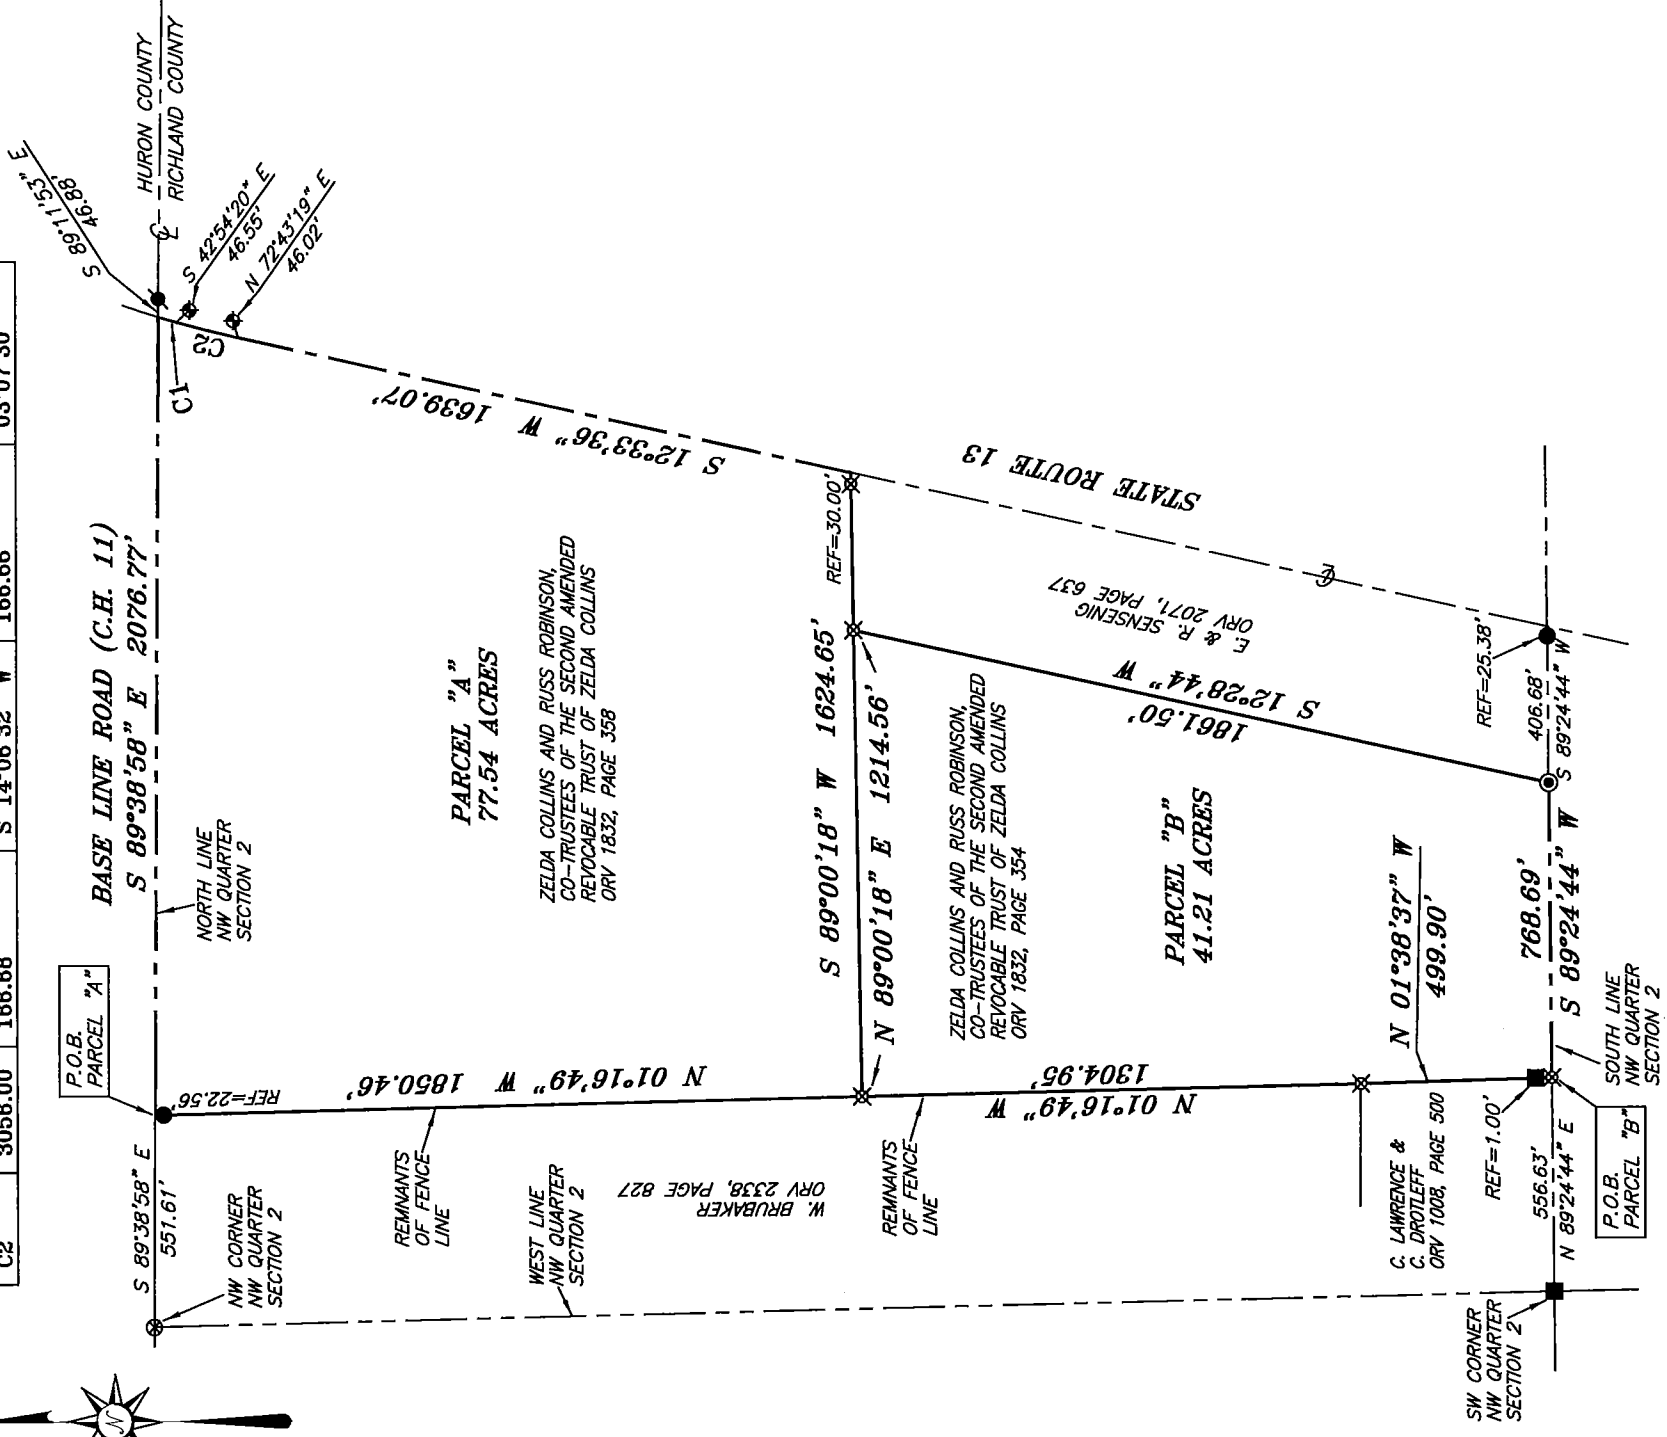 C2 3056.00 166.68 S 14°06'32" W 166.66 03°07'30"
HURON COUNTY
RICHLAND COUNTY
S 89°11'53" E
46.88'
S 42°54'20" E
46.55'
N 72°43'19" E
46.02'
C1
C2
BASE LINE ROAD (C.H. 11)
S 89°38'58" E 2076.77'
NORTH LINE
NW QUARTER
SECTION 2
P.O.B.
PARCEL "A"
S 89°38'58" E
551.61'
NW CORNER
NW QUARTER
SECTION 2
REF=22.56'
N 01°16'49" W 1850.46'
REMNANTS
OF FENCE
LINE
WEST LINE
NW QUARTER
SECTION 2
W. BRUBAKER
ORV 2338, PAGE 827
PARCEL "A"
77.54 ACRES
ZELDA COLLINS AND RUSS ROBINSON,
CO-TRUSTEES OF THE SECOND AMENDED
REVOCABLE TRUST OF ZELDA COLLINS
ORV 1832, PAGE 358
S 12°33'36" W 1639.07'
STATE ROUTE 13
REF=30.00'
S 89°00'18" W 1624.65'
N 89°00'18" E 1214.56'
E. & R. SENSENIG
ORV 2071, PAGE 637
ZELDA COLLINS AND RUSS ROBINSON,
CO-TRUSTEES OF THE SECOND AMENDED
REVOCABLE TRUST OF ZELDA COLLINS
ORV 1832, PAGE 354
S 12°28'44" W
1861.50'
PARCEL "B"
41.21 ACRES
REMNANTS
OF FENCE
LINE
1304.95'
N 01°16'49" W
N 01°38'37" W
499.90'
C. LAWRENCE &
C. DROTLEFF
ORV 1008, PAGE 500
REF=1.00'
REF=25.38'
406.68'
S 89°24'44" W
768.69'
S 89°24'44" W
SOUTH LINE
NW QUARTER
SECTION 2
556.63'
N 89°24'44" E
P.O.B.
PARCEL "B"
SW CORNER
NW QUARTER
SECTION 2
N